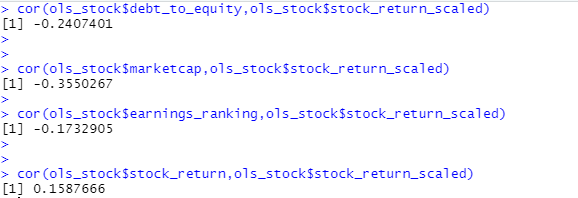 > cor(ols_stock$debt_to_equity,ols_stock$stock_return_scaled)
[1] -0.2407401
>
>
> cor(ols_stock$marketcap,ols_stock$stock_return_scaled)
[1] -0.3550267
>
> cor(ols_stock$earnings_ranking,ols_stock$stock_return_scaled)
[1] -0.1732905
>
>
> cor(ols_stock$stock_return,ols_stock$stock_return_scaled)
[1] 0.1587666